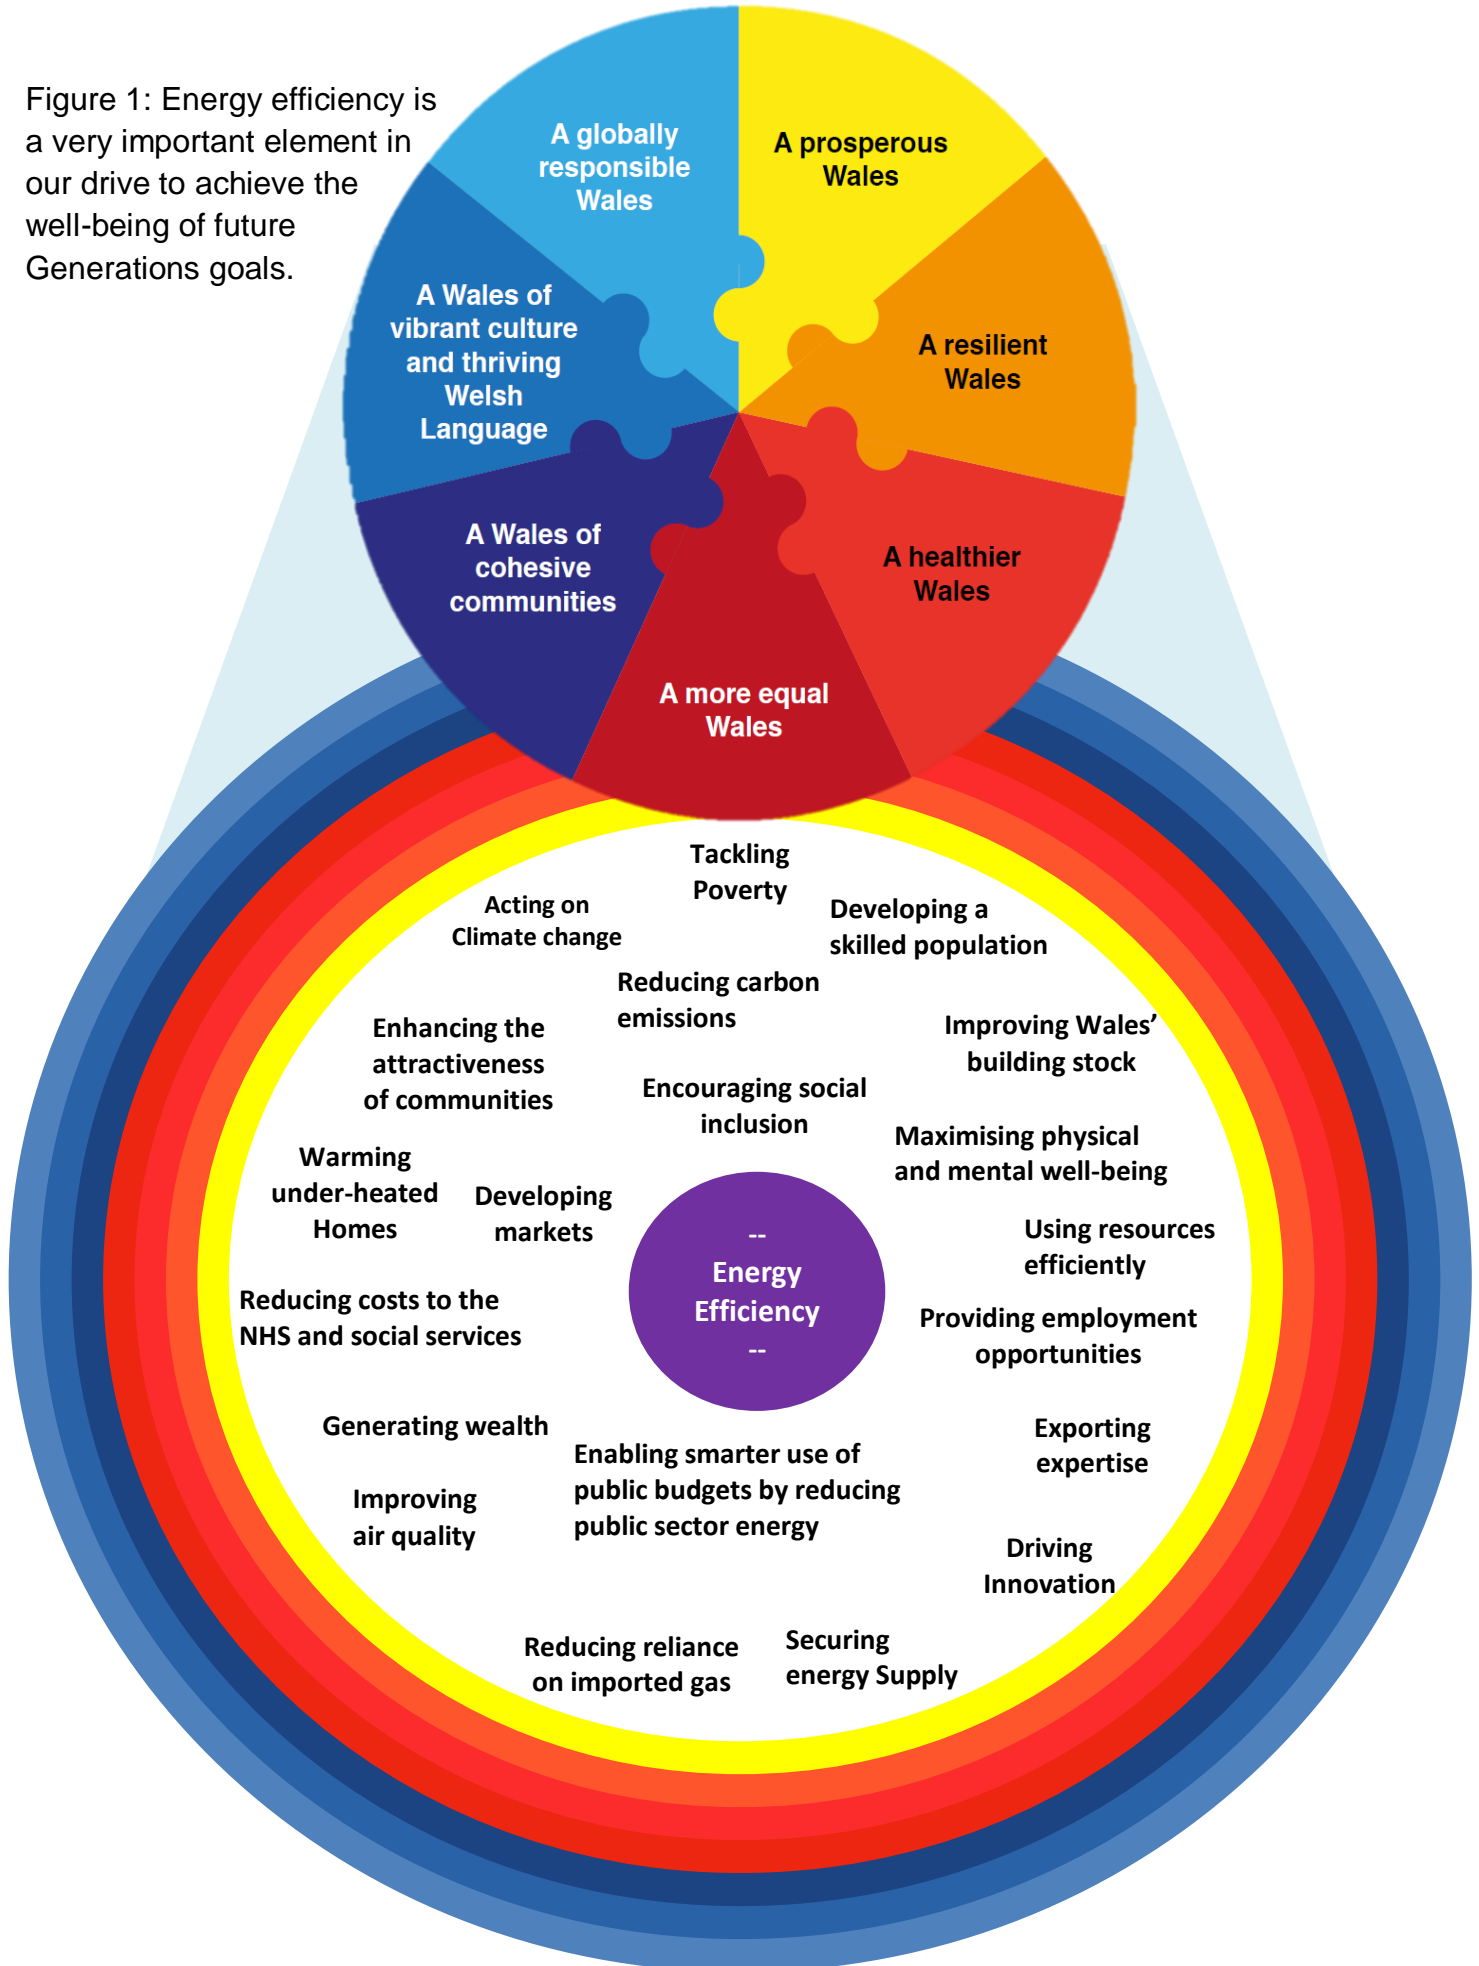 Figure 1: Energy efficiency is
a very important element in
our drive to achieve the
well-being of future
Generations goals.
A globally
responsible
Wales
A prosperous
Wales
A Wales of
vibrant culture
and thriving
Welsh
Language
A resilient
Wales
A Wales of
cohesive
communities
A healthier
Wales
A more equal
Wales
Tackling
Poverty
Acting on
Climate change
Developing a
skilled population
Reducing carbon
emissions
Enhancing the
attractiveness
of communities
Improving Wales’
building stock
Encouraging social
inclusion
Maximising physical
and mental well-being
Warming
under-heated
Homes
Developing
markets
Using resources
efficiently
--
Energy
Efficiency
--
Reducing costs to the
NHS and social services
Providing employment
opportunities
Generating wealth
Enabling smarter use of
public budgets by reducing
public sector energy
Exporting
expertise
Improving
air quality
Driving
Innovation
Reducing reliance
on imported gas
Securing
energy Supply